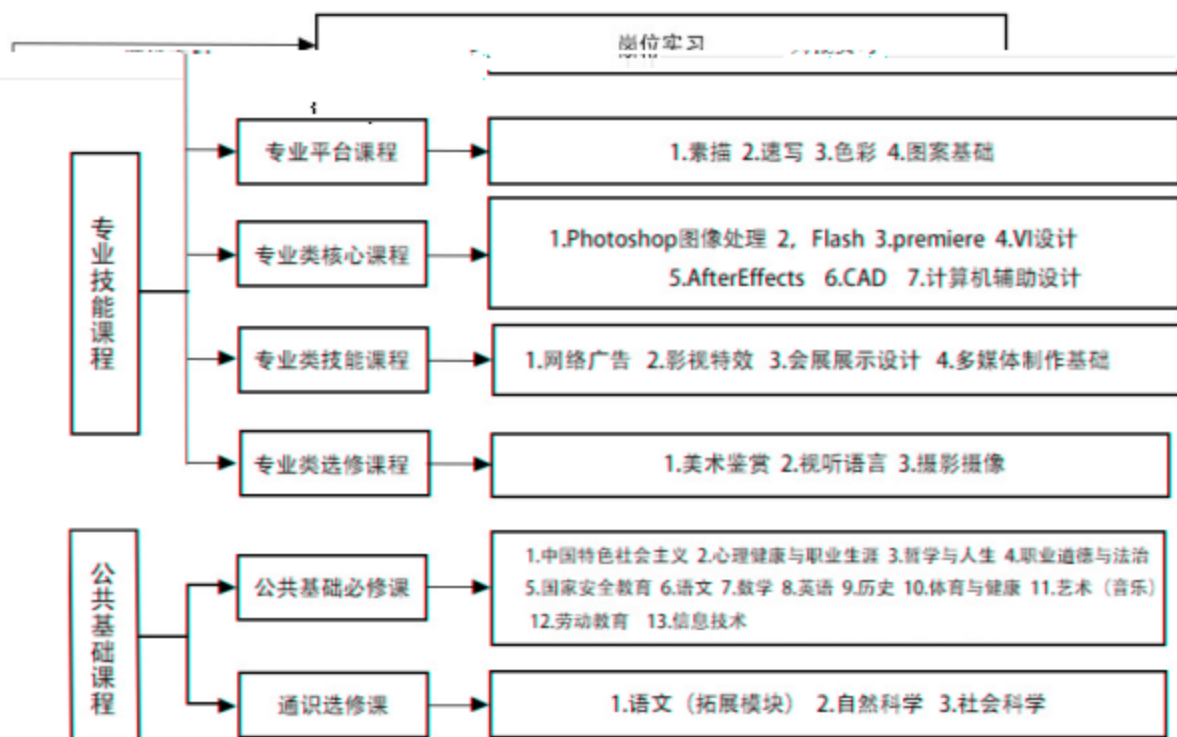 岗位实习
专业技能课程
专业平台课程
1.素描 2.速写 3.色彩 4.图案基础
专业类核心课程
1.Photoshop图像处理 2, Flash 3.premiere 4.VI设计
5.AfterEffects 6.CAD 7.计算机辅助设计
专业类技能课程
1.网络广告 2.影视特效 3.会展展示设计 4.多媒体制作基础
专业类选修课程
1.美术鉴赏 2.视听语言 3.摄影摄像
公共基础课程
公共基础必修课
1.中国特色社会主义 2.心理健康与职业生涯 3.哲学与人生 4.职业道德与法治
5.国家安全教育 6.语文 7.数学 8.英语 9.历史 10.体育与健康 11.艺术（音乐）
12.劳动教育 13.信息技术
通识选修课
1.语文（拓展模块） 2.自然科学 3.社会科学